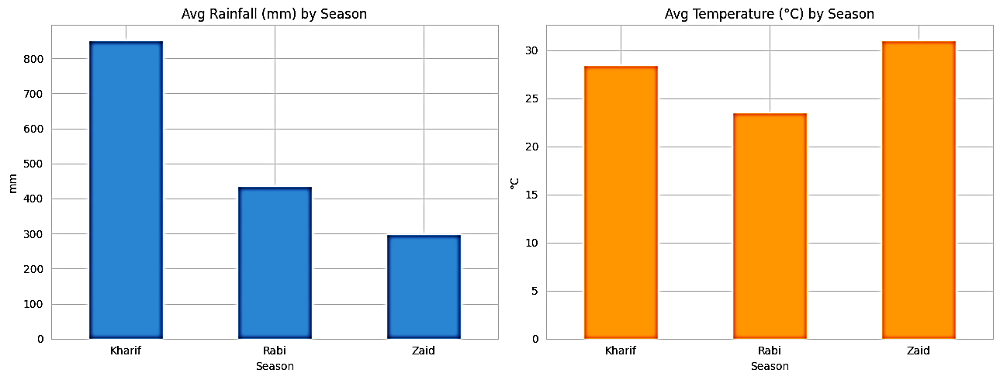 Avg Rainfall (mm) by Season
800
700
600
500
400
300
200
100
0
mm
Kharif Rabi Zaid
Season
Avg Temperature (°C) by Season
30
25
20
15
10
5
0
°C
Kharif Rabi Zaid
Season